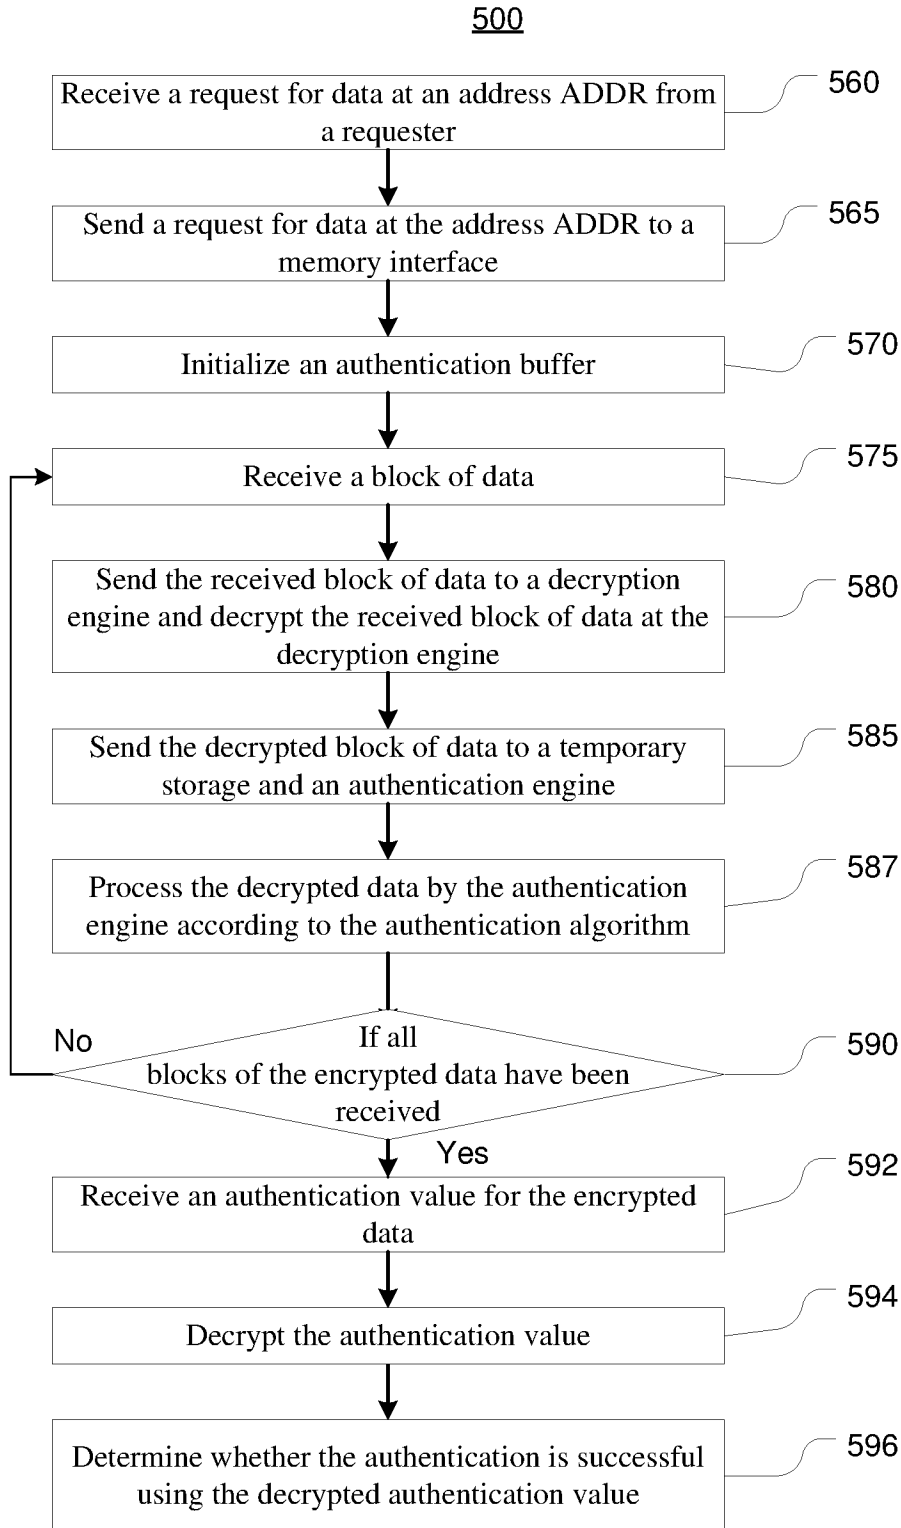 500
Receive a request for data at an address ADDR from
a requester
560
Send a request for data at the address ADDR to a
memory interface
565
Initialize an authentication buffer
570
Receive a block of data
575
Send the received block of data to a decryption
engine and decrypt the received block of data at the
decryption engine
580
Send the decrypted block of data to a temporary
storage and an authentication engine
585
Process the decrypted data by the authentication
engine according to the authentication algorithm
587
No
If all
blocks of the encrypted data have been
received
590
Yes
Receive an authentication value for the encrypted
data
592
Decrypt the authentication value
594
Determine whether the authentication is successful
using the decrypted authentication value
596